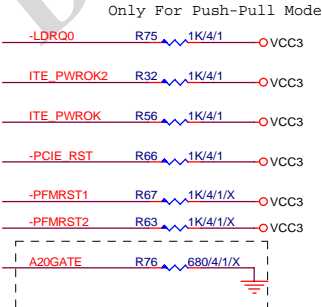 Only For Push-Pull Mode
-LDRQ0 R75 1K/4/1 VCC3
ITE_PWROK2 R32 1K/4/1 VCC3
ITE_PWROK R56 1K/4/1 VCC3
-PCIE_RST R66 1K/4/1 VCC3
-PFMRST1 R67 1K/4/1/X VCC3
-PFMRST2 R63 1K/4/1/X VCC3
A20GATE R76 680/4/1/X